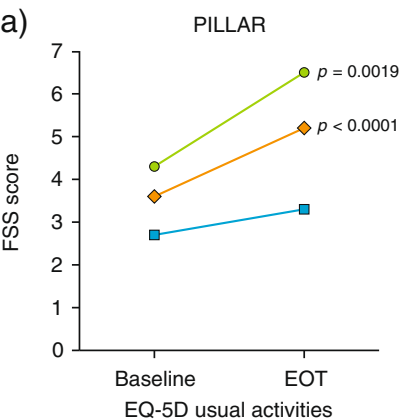 a)
PILLAR
7
6
5
4
3
2
1
0
FSS score
p = 0.0019
p < 0.0001
Baseline
EOT
EQ-5D usual activities